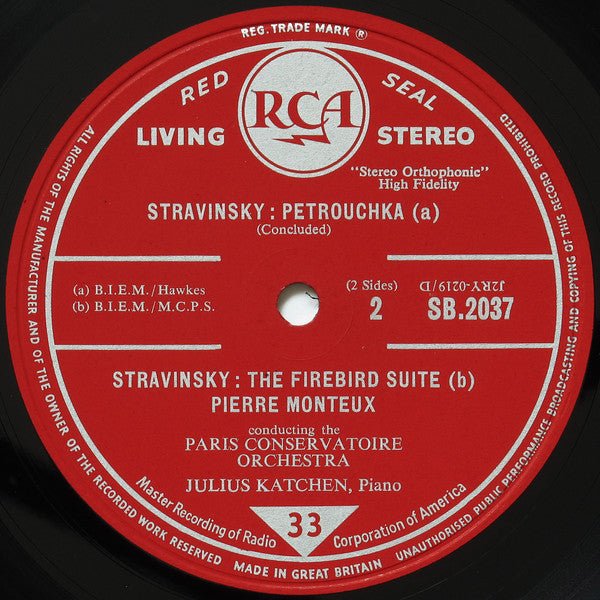 REG. TRADE MARK ®
RED SEAL
RCA
LIVING STEREO
"Stereo Orthophonic"
High Fidelity
STRAVINSKY : PETROUCHKA (a)
(Concluded)
(a) B.I.E.M./Hawkes
(b) B.I.E.M./M.C.P.S.
(2 Sides)
2
J2RY-0219/D
SB.2037
STRAVINSKY : THE FIREBIRD SUITE (b)
PIERRE MONTEUX
conducting the
PARIS CONSERVATOIRE
ORCHESTRA
JULIUS KATCHEN, Piano
Master Recording of Radio Corporation of America
33
ALL RIGHTS OF THE MANUFACTURER AND OF THE OWNER OF THE RECORDED WORK RESERVED
MADE IN GREAT BRITAIN
UNAUTHORISED PUBLIC PERFORMANCE BROADCASTING AND COPYING OF THIS RECORD PROHIBITED